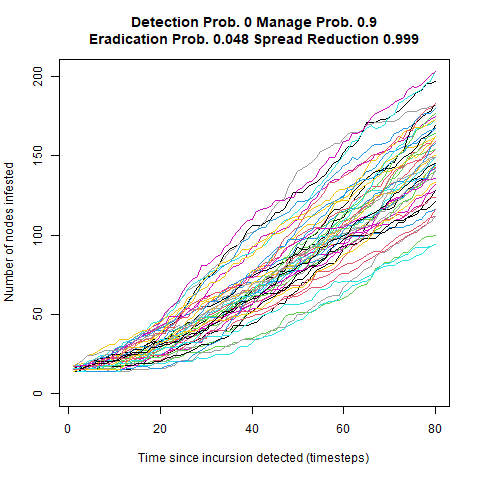 Detection Prob. 0 Manage Prob. 0.9
Eradication Prob. 0.048 Spread Reduction 0.999
200
150
100
50
0
Number of nodes infested
0 20 40 60 80
Time since incursion detected (timesteps)